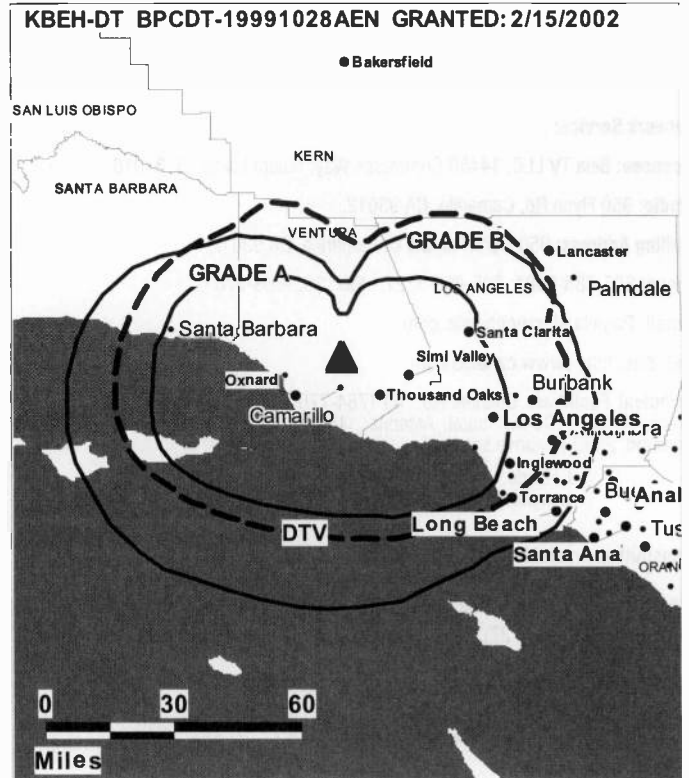 KBEH-DT BPCDT-19991028AEN GRANTED: 2/15/2002
Bakersfield
SAN LUIS OBISPO
KERN
SANTA BARBARA
VENTURA
GRADE B
Lancaster
GRADE A
LOS ANGELES
Palmdale
Santa Barbara
Santa Clarita
Simi Valley
Oxnard
Thousand Oaks
Burbank
Camarillo
Los Angeles
Inglewood
Torrance
DTV
Long Beach
Santa Ana
0 30 60
Miles